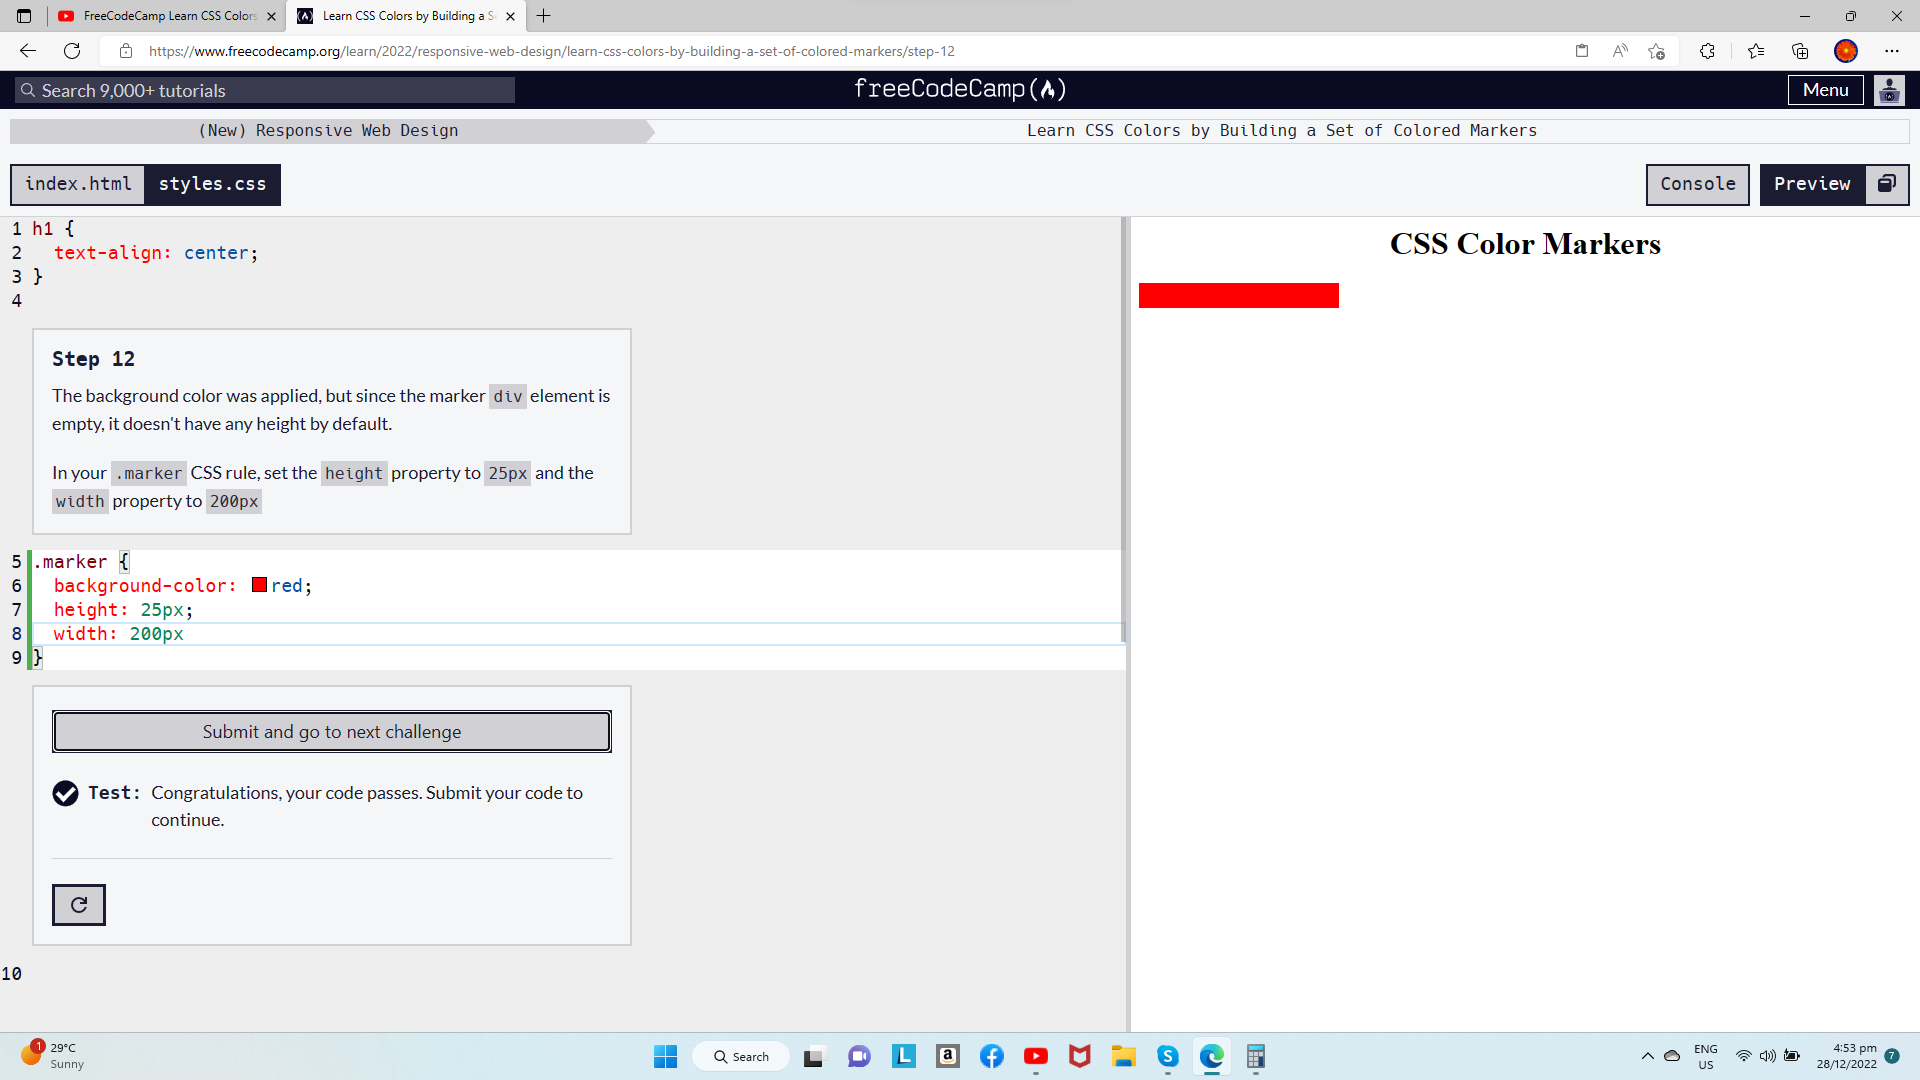 FreeCodeCamp Learn CSS Colors
Learn CSS Colors by Building a Se
https://www.freecodecamp.org/learn/2022/responsive-web-design/learn-css-colors-by-building-a-set-of-colored-markers/step-12
Search 9,000+ tutorials
freeCodeCamp
Menu
(New) Responsive Web Design
Learn CSS Colors by Building a Set of Colored Markers
index.html
styles.css
Console
Preview
1 h1 {
2 text-align: center;
3 }
4
CSS Color Markers
Step 12
The background color was applied, but since the marker div element is
empty, it doesn't have any height by default.
In your .marker CSS rule, set the height property to 25px and the
width property to 200px
5 .marker {
6 background-color: red;
7 height: 25px;
8 width: 200px
9 }
Submit and go to next challenge
Test: Congratulations, your code passes. Submit your code to
continue.
10
1
29°C
Sunny
Search
ENG
US
4:53 pm
28/12/2022
7